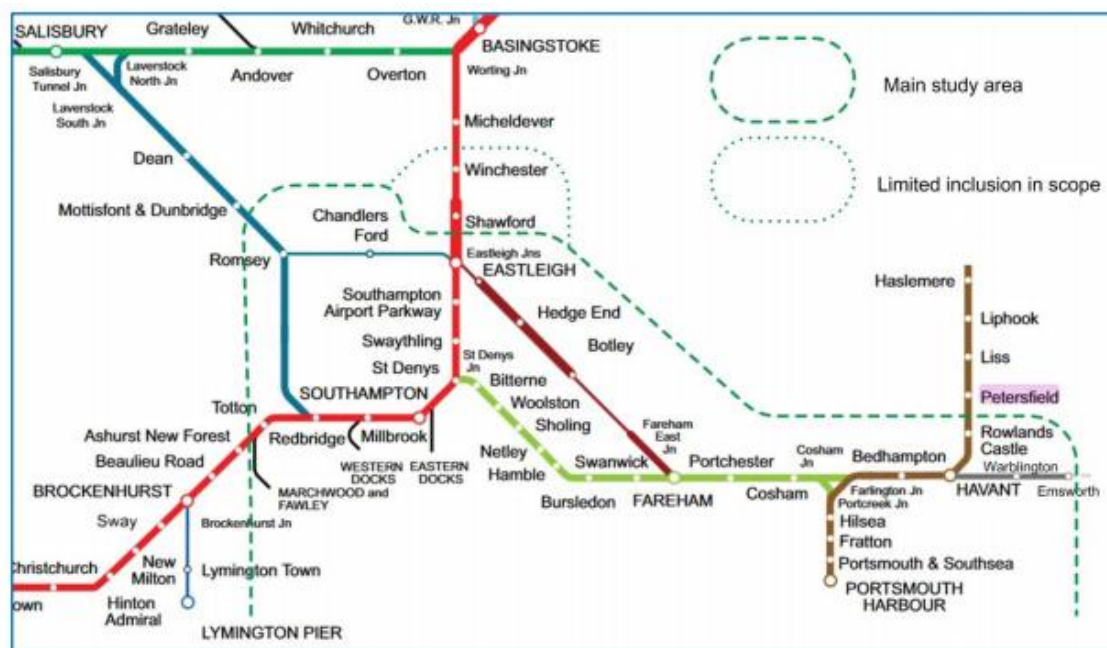 G.W.R. Jn
SALISBURY
Grateley
Whitchurch
BASINGSTOKE
Salisbury
Tunnel Jn
Laverstock
North Jn
Andover
Overton
Worting Jn
Laverstock
South Jn
Main study area
Micheldever
Dean
Winchester
Limited inclusion in scope
Mottisfont & Dunbridge
Chandlers
Ford
Shawford
Romsey
Eastleigh Jns
EASTLEIGH
Haslemere
Southampton
Airport Parkway
Hedge End
Liphook
Botley
Swaythling
Liss
St Denys
St Denys
Jn
Bitterne
SOUTHAMPTON
Woolston
Petersfield
Totton
Sholing
Fareham
East
Jn
Ashurst New Forest
Redbridge
Millbrook
Rowlands
Castle
Beaulieu Road
Netley
Swanwick
Portchester
Cosham
Jn
Bedhampton
Warblington
WESTERN
DOCKS
EASTERN
DOCKS
Hamble
BROCKENHURST
MARCHWOOD and
FAWLEY
Bursledon
FAREHAM
Cosham
Farlington Jn
Portcreek Jn
HAVANT
Emsworth
Sway
Brockenhurst Jn
Hilsea
Fratton
Christchurch
New
Milton
Lymington Town
Portsmouth & Southsea
own
Hinton
Admiral
PORTSMOUTH
HARBOUR
LYMINGTON PIER